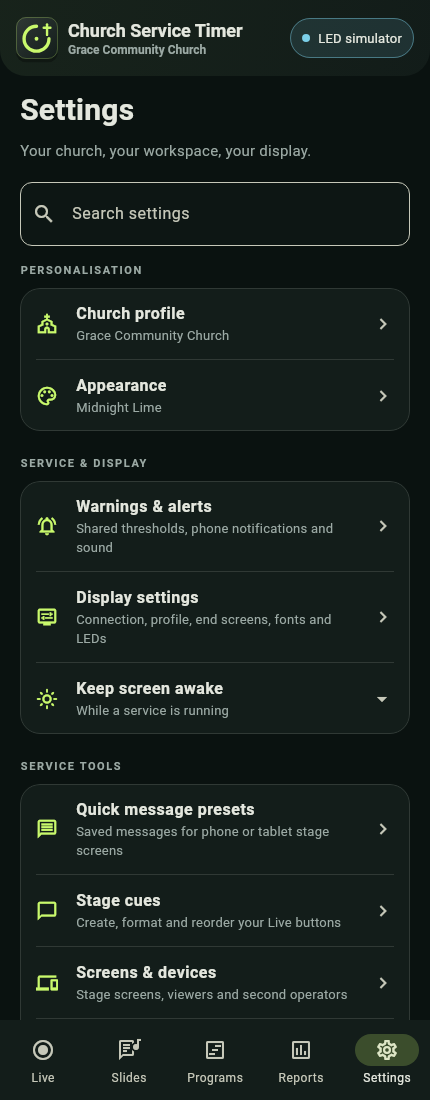 Church Service Timer
Grace Community Church
LED simulator
Settings
Your church, your workspace, your display.
Search settings
PERSONALISATION
Church profile
Grace Community Church
Appearance
Midnight Lime
SERVICE & DISPLAY
Warnings & alerts
Shared thresholds, phone notifications and
sound
Display settings
Connection, profile, end screens, fonts and
LEDs
Keep screen awake
While a service is running
SERVICE TOOLS
Quick message presets
Saved messages for phone or tablet stage
screens
Stage cues
Create, format and reorder your Live buttons
Screens & devices
Stage screens, viewers and second operators
Live
Slides
Programs
Reports
Settings